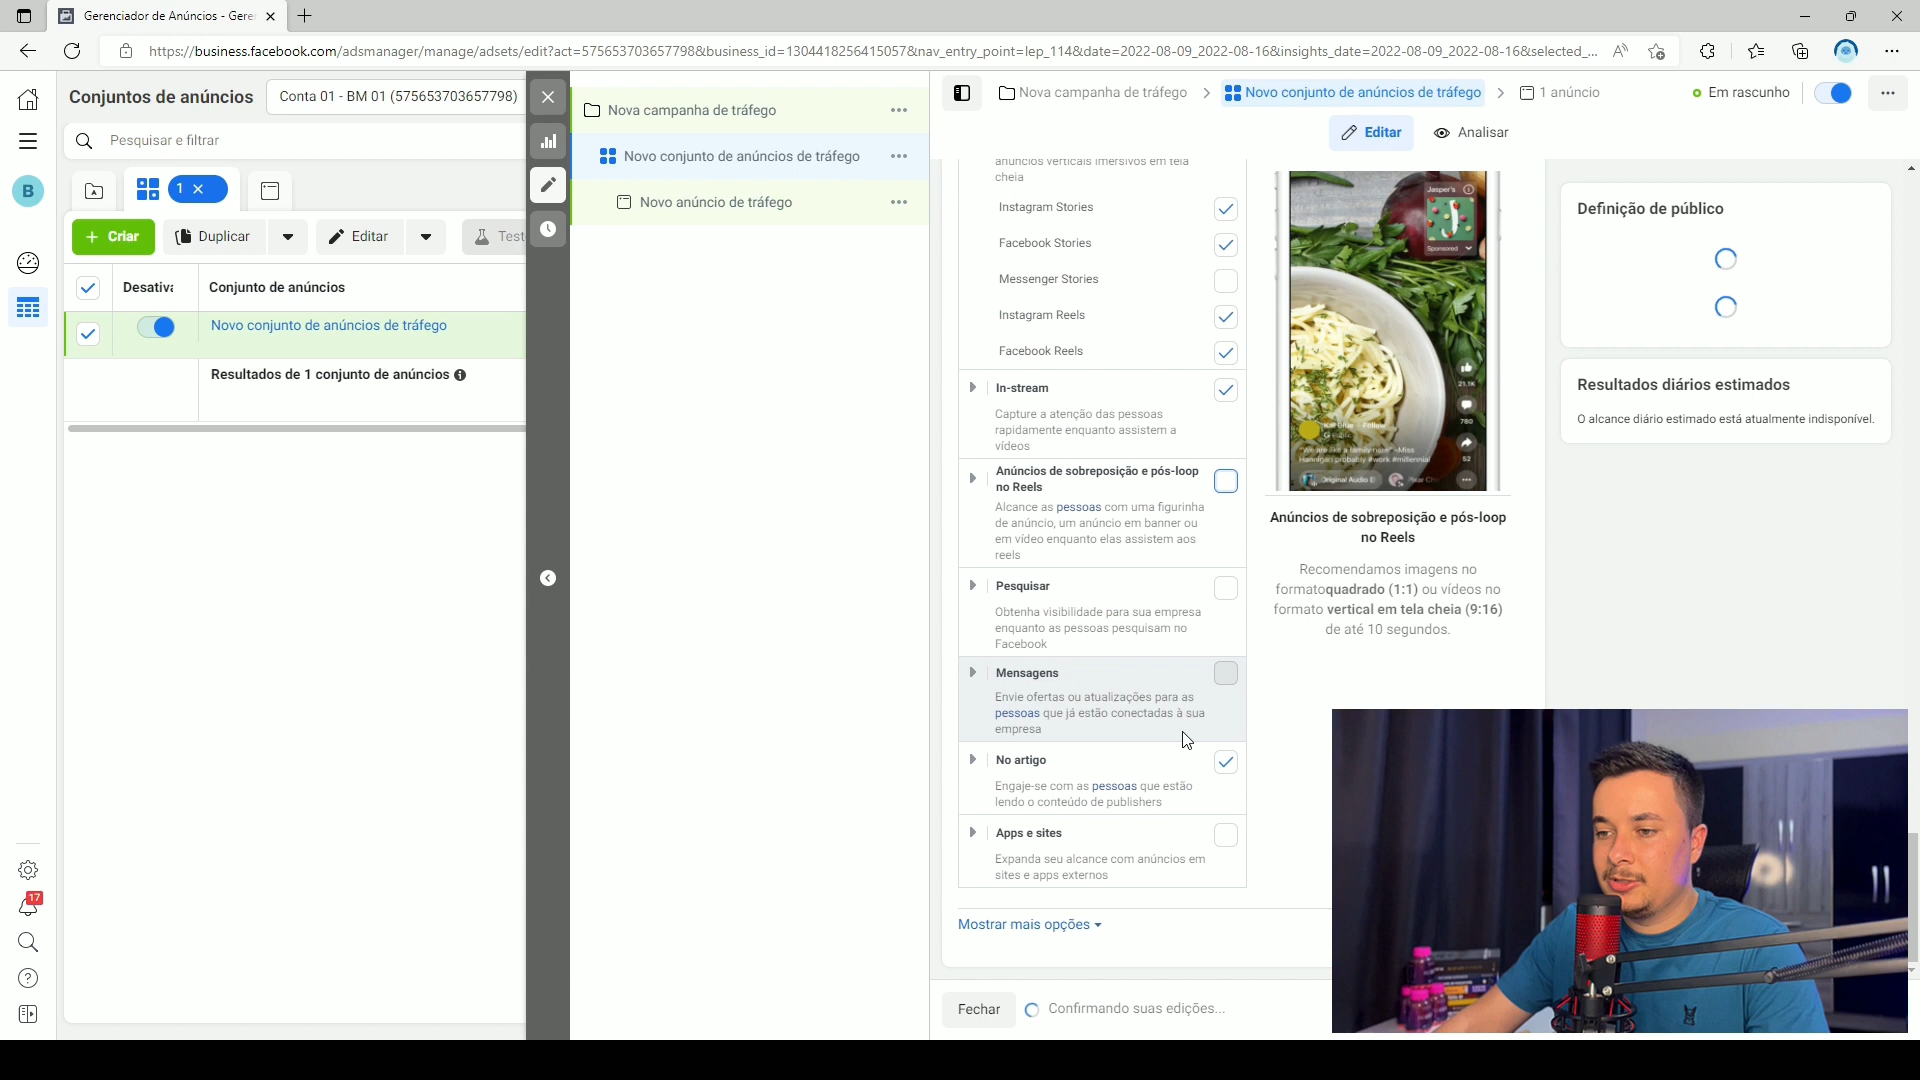 Gerenciador de Anúncios - Gere
https://business.facebook.com/adsmanager/manage/adsets/edit?act=575653703657798&business_id=1304418256415057&nav_entry_point=lep_114&date=2022-08-09_2022-08-16&insights_date=2022-08-09_2022-08-16&selected_...
Conjuntos de anúncios
Conta 01 - BM 01 (575653703657798)
Pesquisar e filtrar
B
1
Criar
Duplicar
Editar
Test
Desativa
Conjunto de anúncios
Novo conjunto de anúncios de tráfego
Resultados de 1 conjunto de anúncios
17
Nova campanha de tráfego
Novo conjunto de anúncios de tráfego
Novo anúncio de tráfego
Nova campanha de tráfego
Novo conjunto de anúncios de tráfego
1 anúncio
Em rascunho
Editar
Analisar
anúncios verticais imersivos em tela
cheia
Instagram Stories
Facebook Stories
Messenger Stories
Instagram Reels
Facebook Reels
In-stream
Capture a atenção das pessoas
rapidamente enquanto assistem a
vídeos
Anúncios de sobreposição e pós-loop
no Reels
Alcance as pessoas com uma figurinha
de anúncio, um anúncio em banner ou
em vídeo enquanto elas assistem aos
reels
Pesquisar
Obtenha visibilidade para sua empresa
enquanto as pessoas pesquisam no
Facebook
Mensagens
Envie ofertas ou atualizações para as
pessoas que já estão conectadas à sua
empresa
No artigo
Engaje-se com as pessoas que estão
lendo o conteúdo de publishers
Apps e sites
Expanda seu alcance com anúncios em
sites e apps externos
Mostrar mais opções
Fechar
Confirmando suas edições...
Jasper's
Sponsored
21.1K
780
52
Original Audio
Anúncios de sobreposição e pós-loop
no Reels
Recomendamos imagens no
formatoquadrado (1:1) ou vídeos no
formato vertical em tela cheia (9:16)
de até 10 segundos.
Definição de público
Resultados diários estimados
O alcance diário estimado está atualmente indisponível.